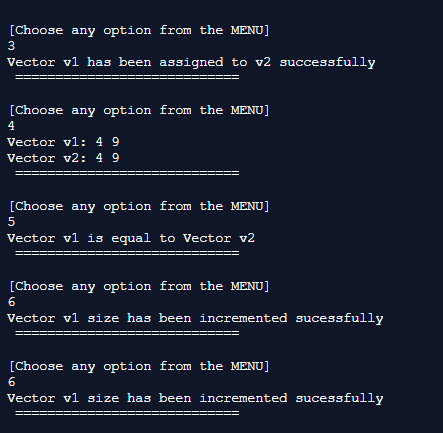 [Choose any option from the MENU]
3
Vector v1 has been assigned to v2 successfully
============================
[Choose any option from the MENU]
4
Vector v1: 4 9
Vector v2: 4 9
============================
[Choose any option from the MENU]
5
Vector v1 is equal to Vector v2
============================
[Choose any option from the MENU]
6
Vector v1 size has been incremented sucessfully
============================
[Choose any option from the MENU]
6
Vector v1 size has been incremented sucessfully
============================